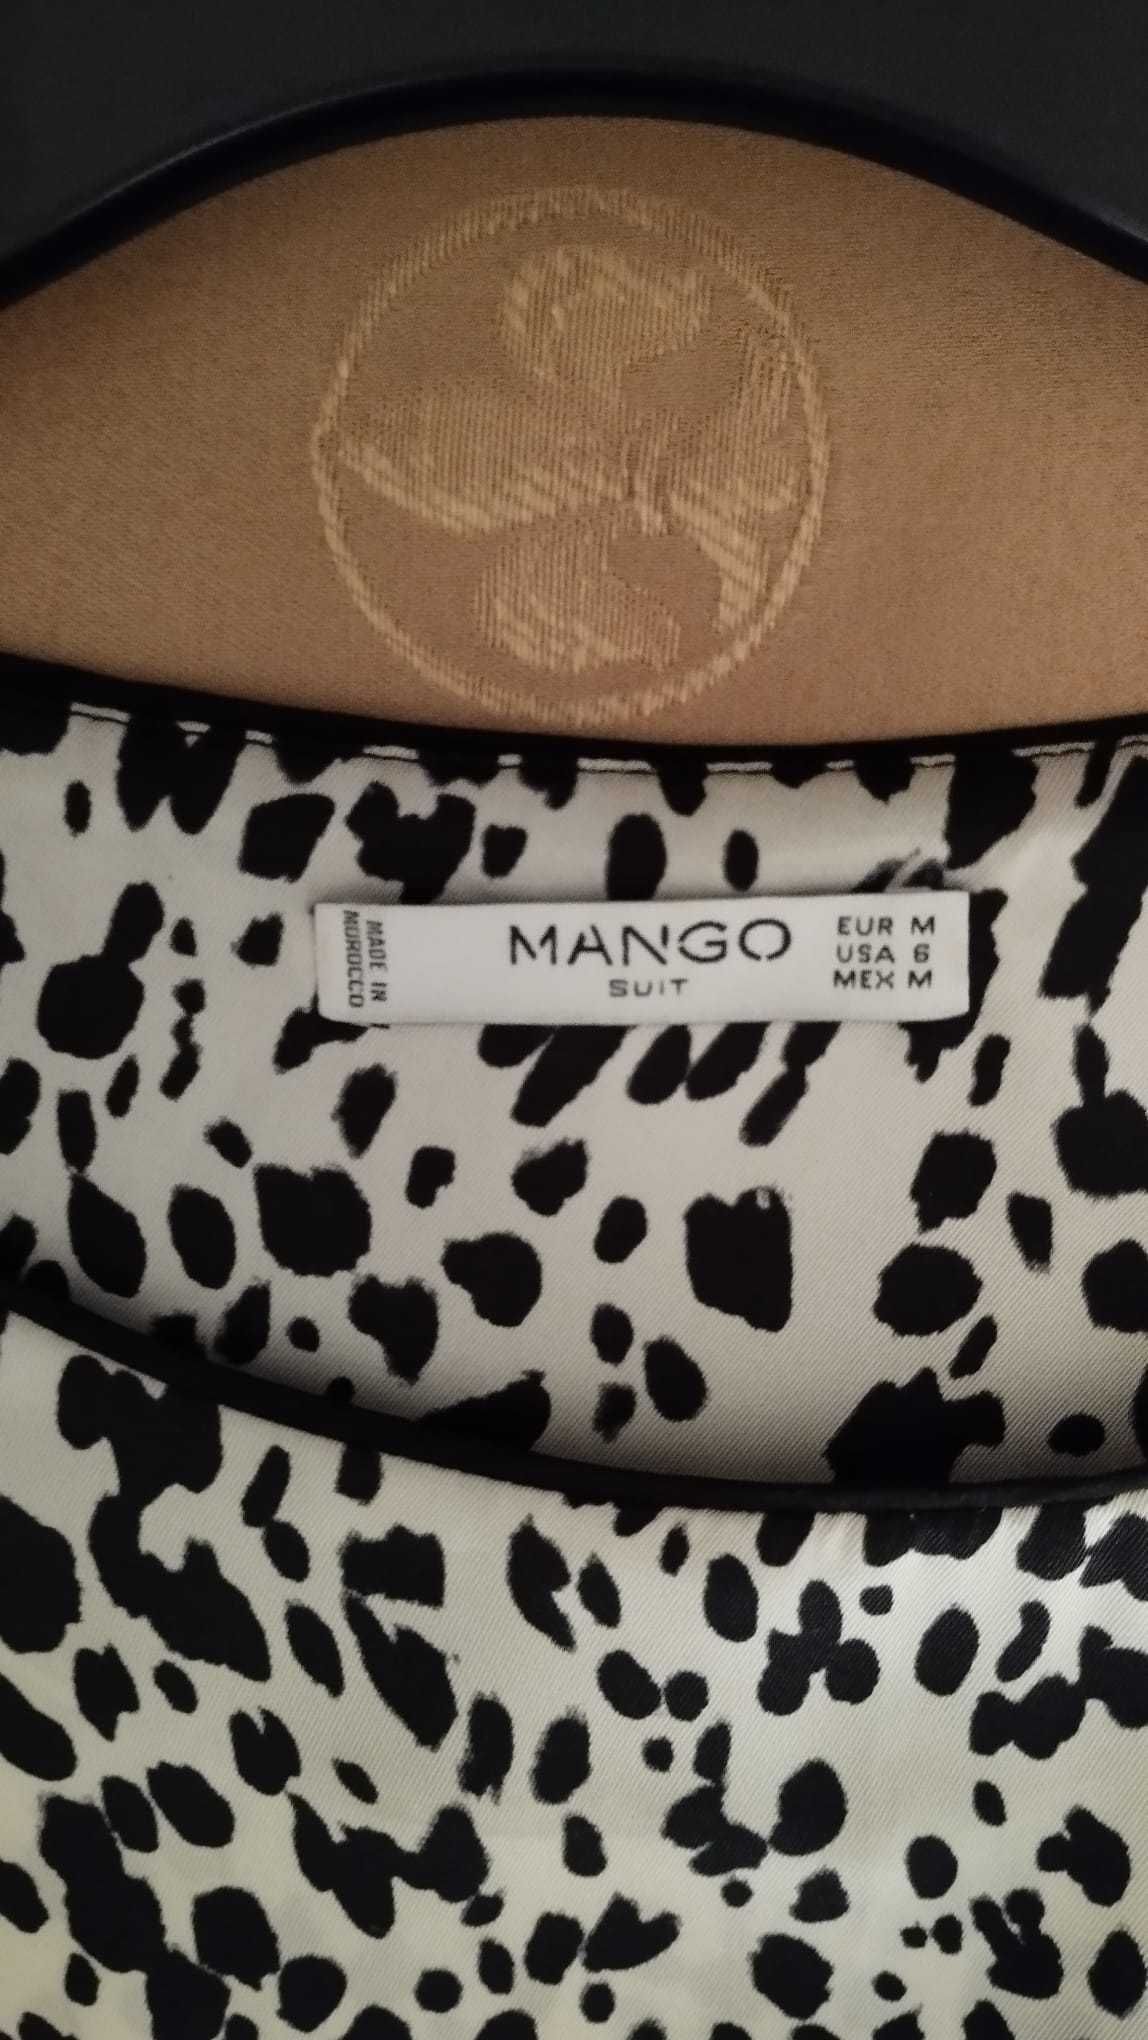 MADE IN
MOROCCO
MANGO
SUIT
EUR M
USA 6
MEX M